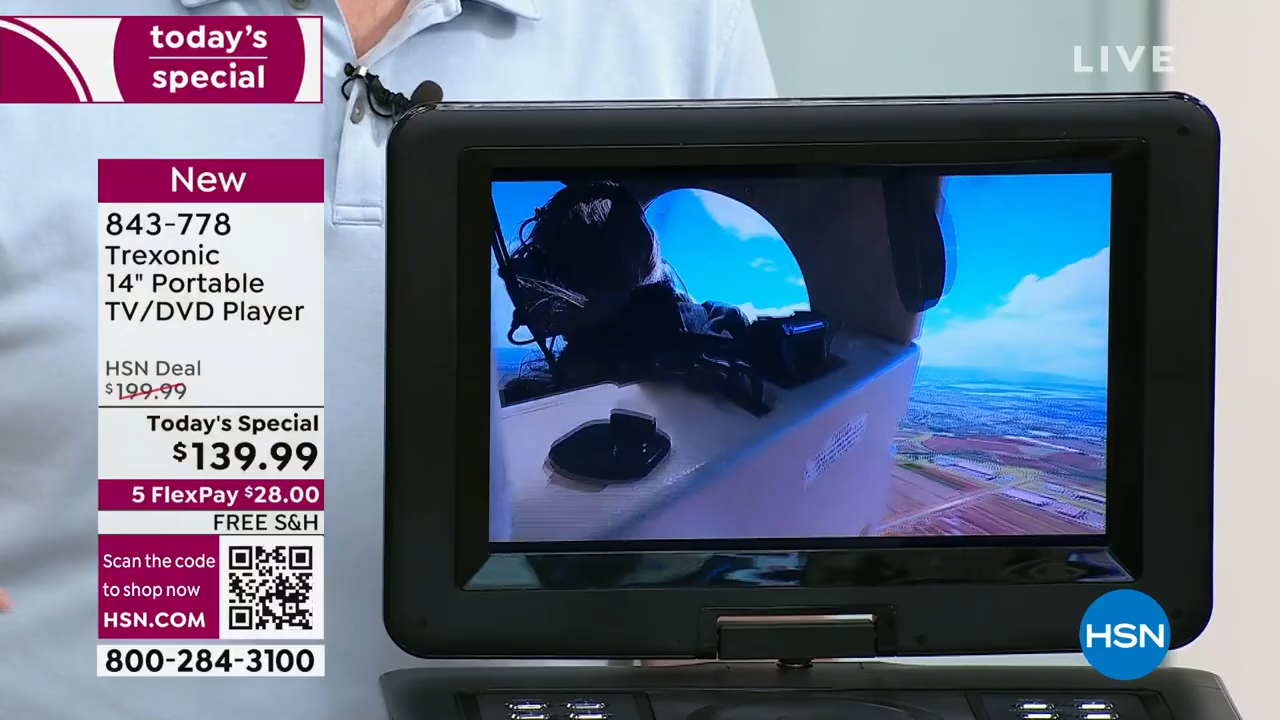 today's
special
LIVE
New
843-778
Trexonic
14" Portable
TV/DVD Player
HSN Deal
$199.99
Today's Special
$139.99
5 FlexPay $28.00
FREE S&H
Scan the code
to shop now
HSN.COM
800-284-3100
HSN